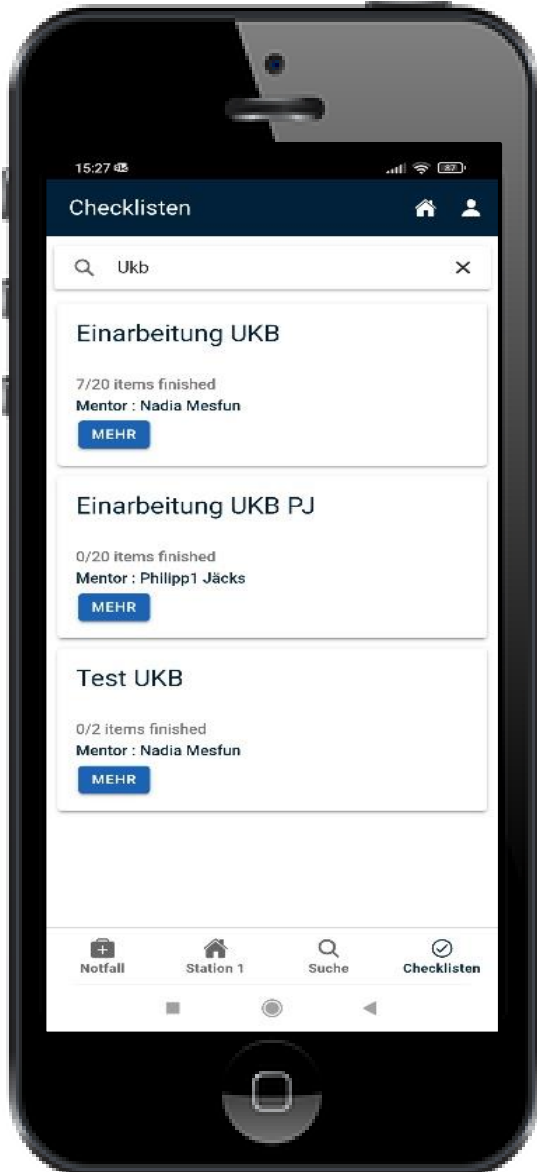 15:27
87
Checklisten
Ukb
Einarbeitung UKB
7/20 items finished
Mentor : Nadia Mesfun
MEHR
Einarbeitung UKB PJ
0/20 items finished
Mentor : Philipp1 Jäcks
MEHR
Test UKB
0/2 items finished
Mentor : Nadia Mesfun
MEHR
Notfall Station 1 Suche Checklisten